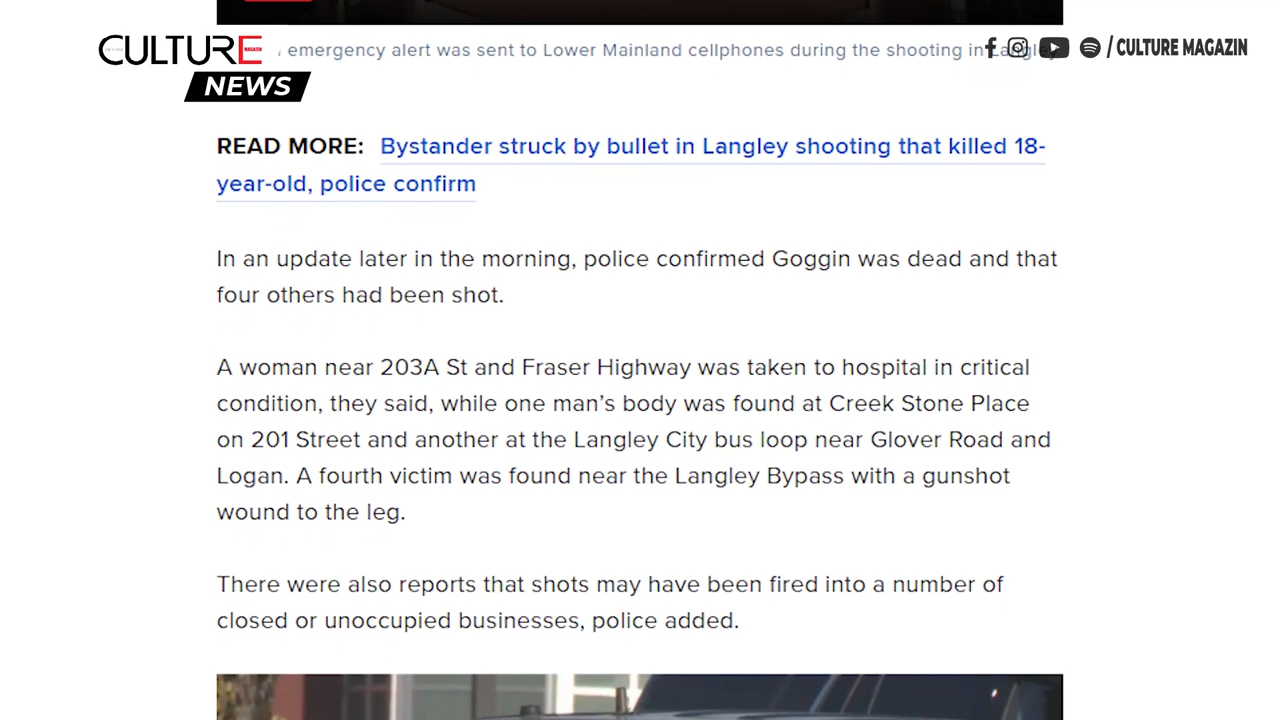 CULTURE
MAGAZIN
NEWS
emergency alert was sent to Lower Mainland cellphones during the shooting in Langley
/ CULTURE MAGAZIN
READ MORE: Bystander struck by bullet in Langley shooting that killed 18-
year-old, police confirm
In an update later in the morning, police confirmed Goggin was dead and that
four others had been shot.
A woman near 203A St and Fraser Highway was taken to hospital in critical
condition, they said, while one man’s body was found at Creek Stone Place
on 201 Street and another at the Langley City bus loop near Glover Road and
Logan. A fourth victim was found near the Langley Bypass with a gunshot
wound to the leg.
There were also reports that shots may have been fired into a number of
closed or unoccupied businesses, police added.